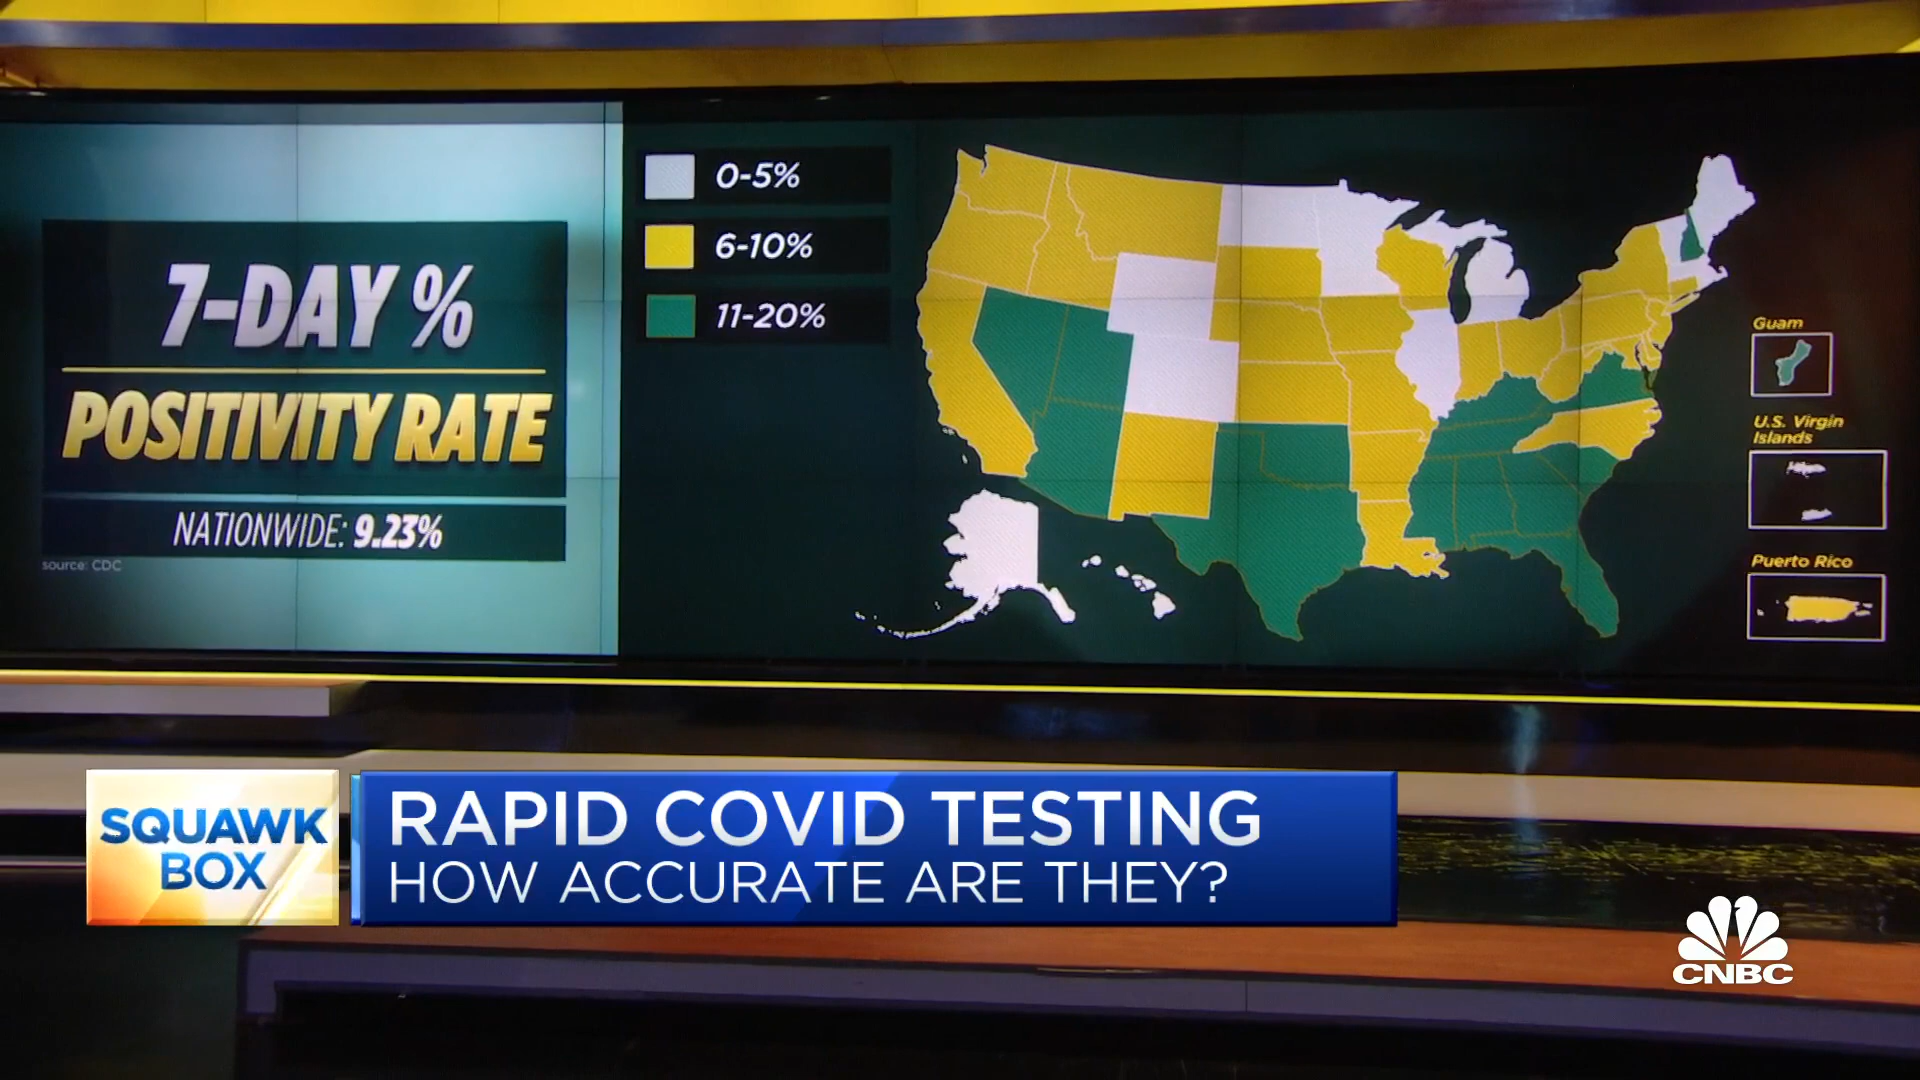 7-DAY %
POSITIVITY RATE
NATIONWIDE: 9.23%
source: CDC
0-5%
6-10%
11-20%
Guam
U.S. Virgin
Islands
Puerto Rico
SQUAWK
BOX
RAPID COVID TESTING
HOW ACCURATE ARE THEY?
CNBC